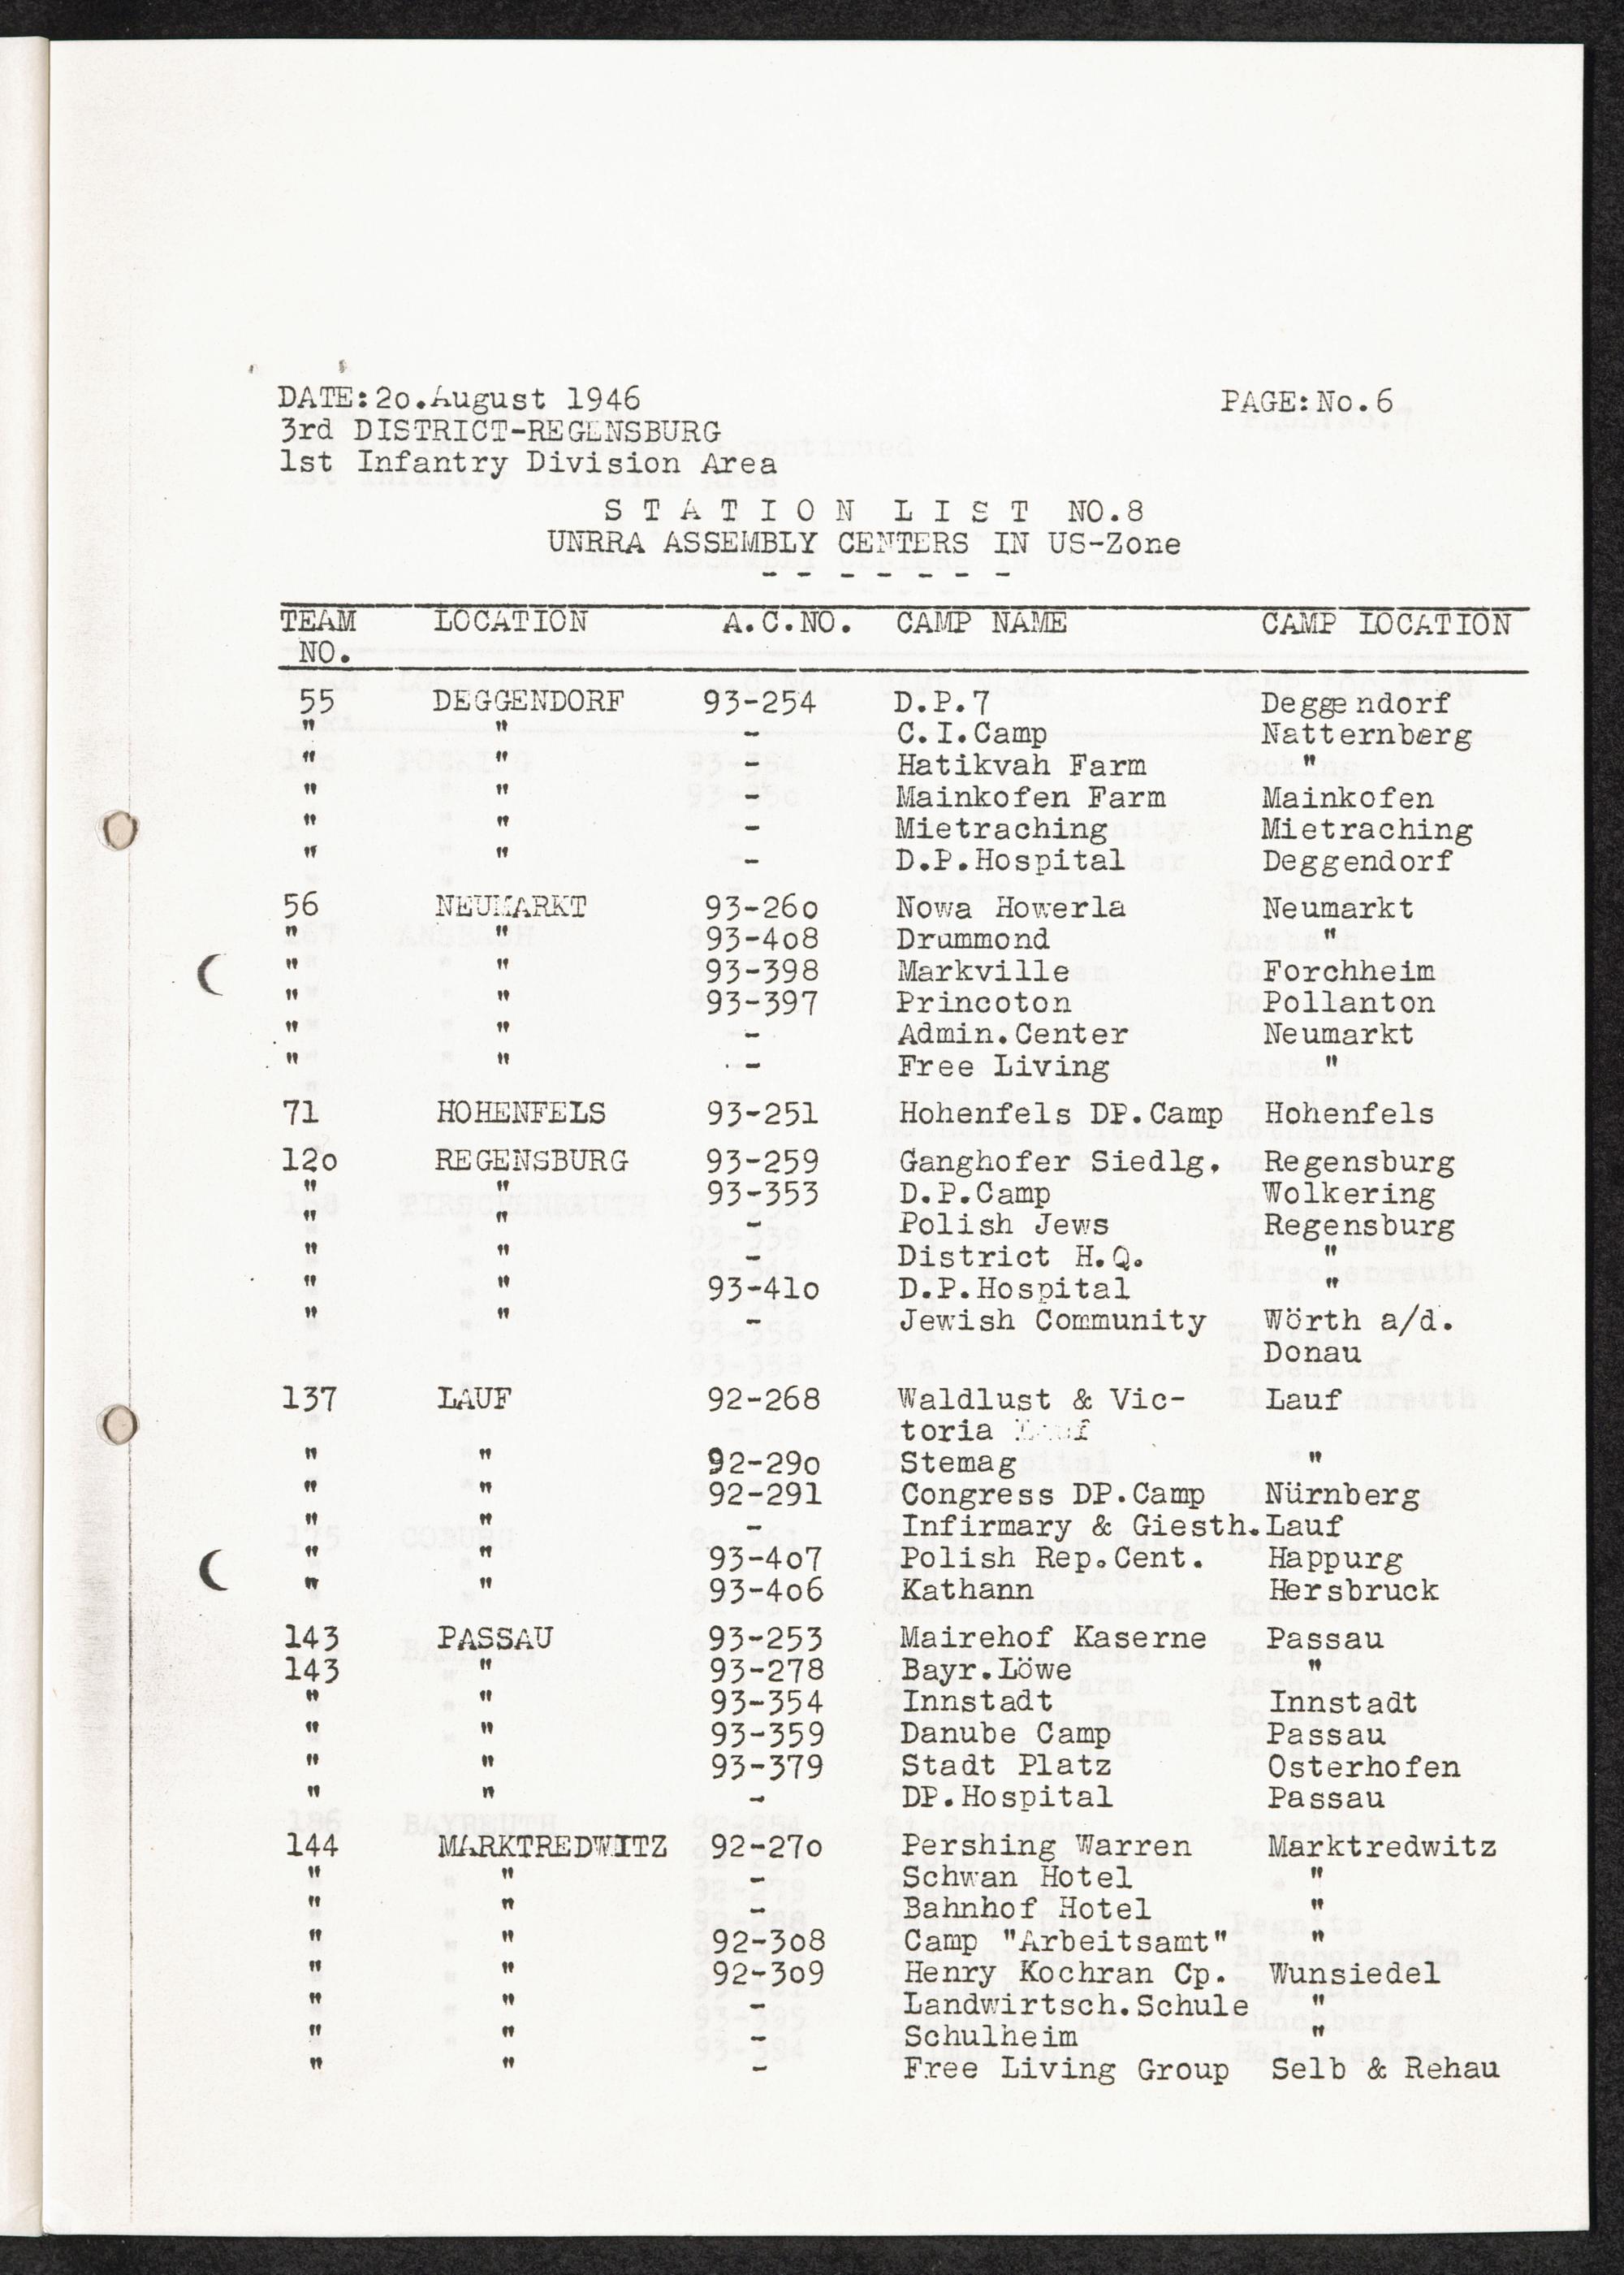 DATE:2o.August 1946 PAGE:No.6
3rd DISTRICT-REGENSBURG
1st Infantry Division Area
S T A T I O N L I S T NO.8
UNRRA ASSEMBLY CENTERS IN US-Zone
- - - - - - -
TEAM LOCATION A.C.NO. CAMP NAME CAMP LOCATION
NO.
55 DEGGENDORF 93-254 D.P.7 Deggendorf
" " - C.I.Camp Natternberg
" " - Hatikvah Farm "
" " - Mainkofen Farm Mainkofen
" " - Mietraching Mietraching
" " - D.P.Hospital Deggendorf
56 NEUMARKT 93-26o Nowa Howerla Neumarkt
" " 93-4o8 Drummond "
" " 93-398 Markville Forchheim
" " 93-397 Princoton Pollanton
" " - Admin.Center Neumarkt
" " - Free Living "
71 HOHENFELS 93-251 Hohenfels DP.Camp Hohenfels
12o REGENSBURG 93-259 Ganghofer Siedlg. Regensburg
" " 93-353 D.P.Camp Wolkering
" " - Polish Jews Regensburg
" " - District H.Q. "
" " 93-41o D.P.Hospital "
" " - Jewish Community Wörth a/d.
Donau
137 LAUF 92-268 Waldlust & Vic- Lauf
toria Lauf
" " 92-29o Stemag "
" " 92-291 Congress DP.Camp Nürnberg
" " - Infirmary & Giesth. Lauf
" " 93-4o7 Polish Rep.Cent. Happurg
" " 93-4o6 Kathann Hersbruck
143 PASSAU 93-253 Mairehof Kaserne Passau
143 " 93-278 Bayr.Löwe "
" " 93-354 Innstadt Innstadt
" " 93-359 Danube Camp Passau
" " 93-379 Stadt Platz Osterhofen
" " - DP.Hospital Passau
144 MARKTREDWITZ 92-27o Pershing Warren Marktredwitz
" " - Schwan Hotel "
" " - Bahnhof Hotel "
" " 92-3o8 Camp "Arbeitsamt" "
" " 92-3o9 Henry Kochran Cp. Wunsiedel
" " - Landwirtsch.Schule "
" " - Schulheim "
" " - Free Living Group Selb & Rehau